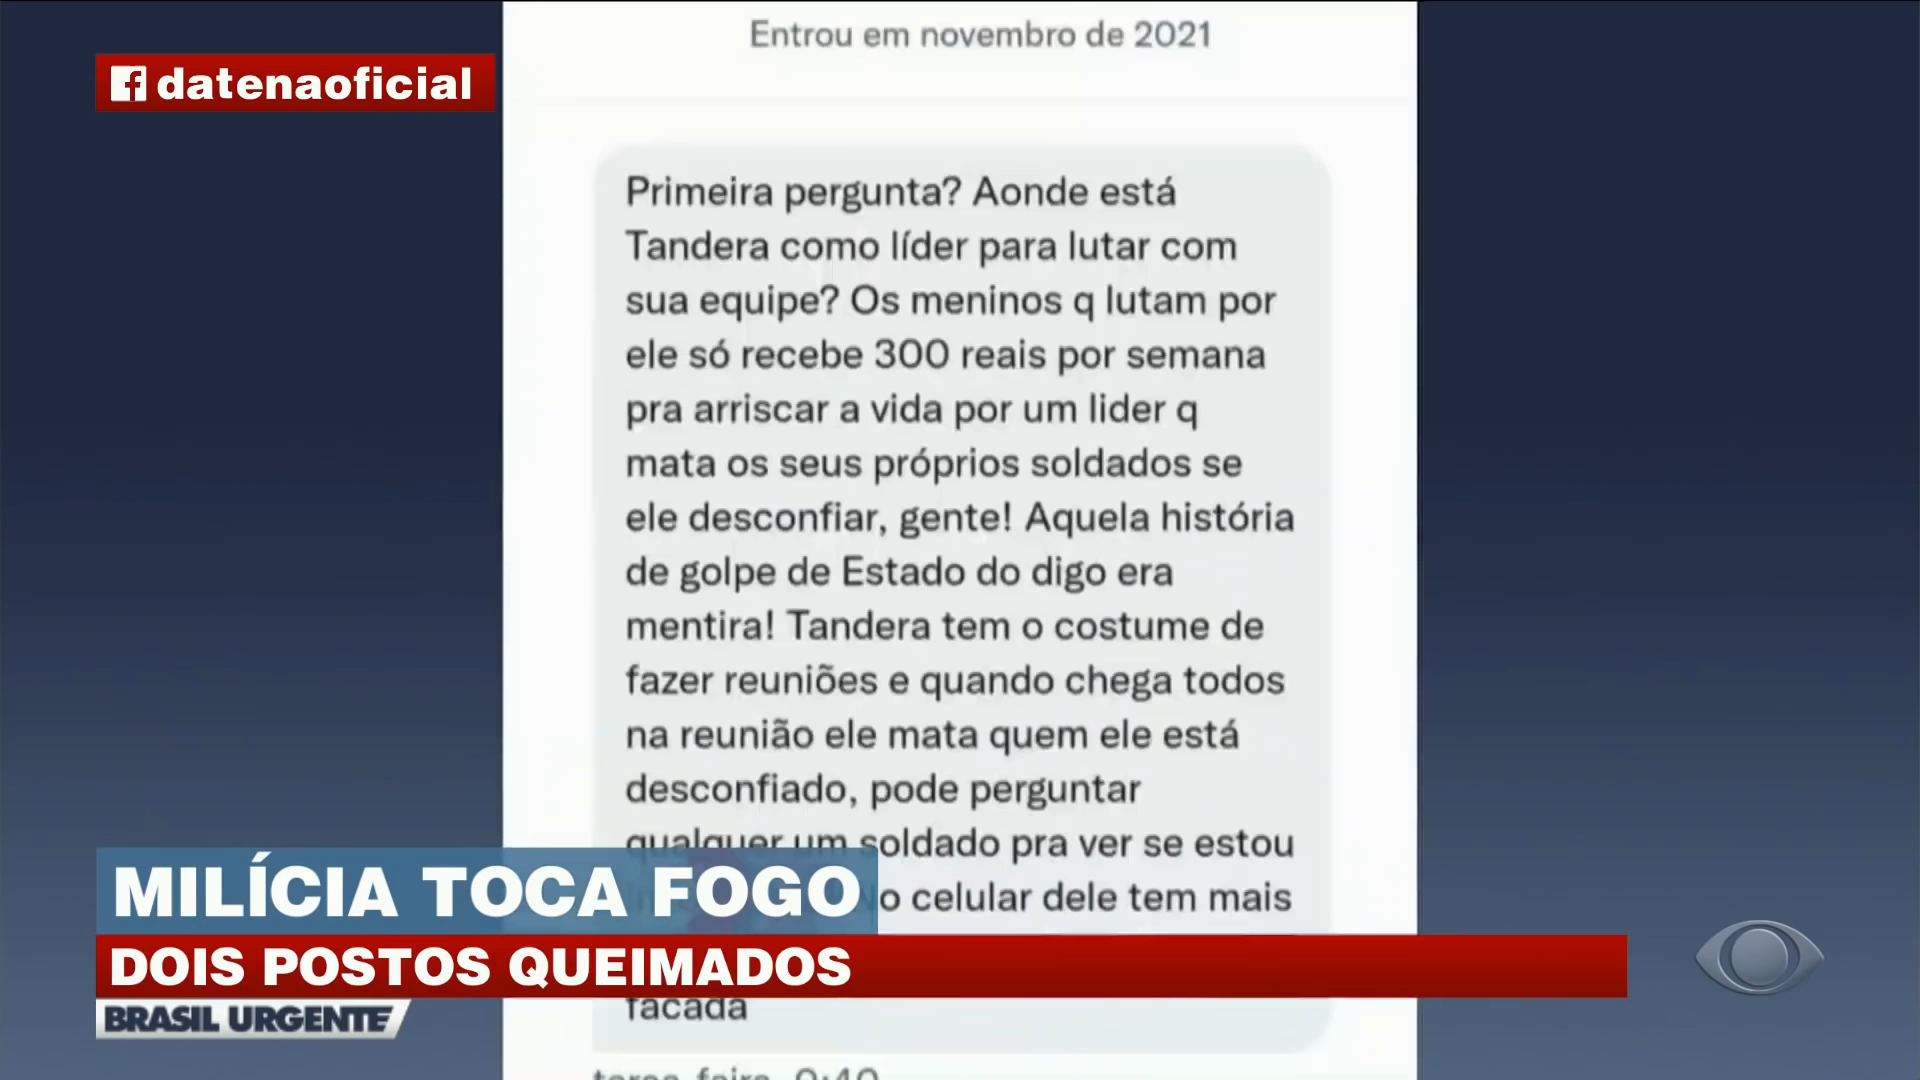 Entrou em novembro de 2021
datenaoficial
Primeira pergunta? Aonde está
Tandera como líder para lutar com
sua equipe? Os meninos q lutam por
ele só recebe 300 reais por semana
pra arriscar a vida por um lider q
mata os seus próprios soldados se
ele desconfiar, gente! Aquela história
de golpe de Estado do digo era
mentira! Tandera tem o costume de
fazer reuniões e quando chega todos
na reunião ele mata quem ele está
desconfiado, pode perguntar
qualquer um soldado pra ver se estou
celular dele tem mais
facada
MILÍCIA TOCA FOGO
DOIS POSTOS QUEIMADOS
BRASIL URGENTE